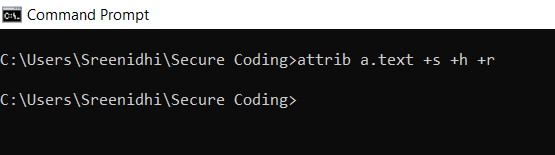 Command Prompt
C:\Users\Sreenidhi\Secure Coding>attrib a.text +s +h +r
C:\Users\Sreenidhi\Secure Coding>